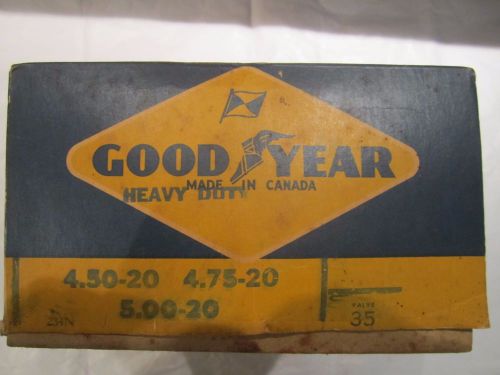 GOOD YEAR
MADE IN CANADA
HEAVY DUTY
4.50-20 4.75-20
5.00-20
VALVE
35